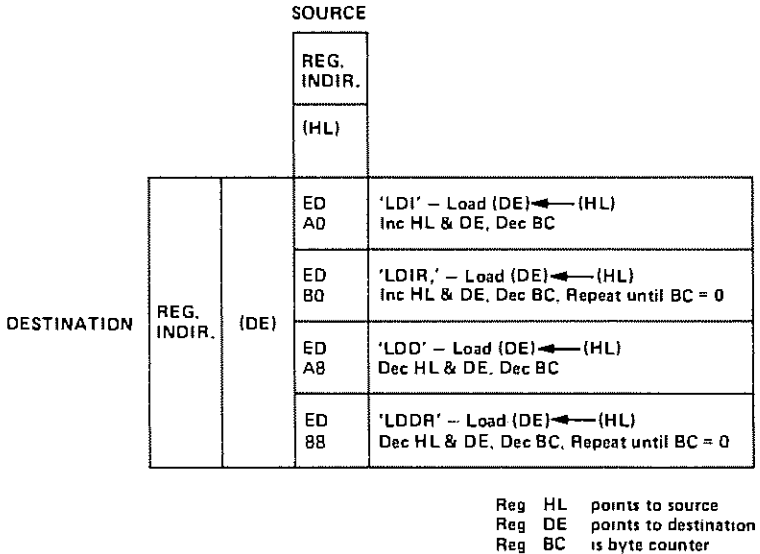 SOURCE
REG.
INDIR.
(HL)
DESTINATION
REG.
INDIR.
(DE)
ED
A0
'LDI' – Load (DE)◄—(HL)
Inc HL & DE, Dec BC
ED
B0
'LDIR,' – Load (DE)◄—(HL)
Inc HL & DE, Dec BC, Repeat until BC = 0
ED
A8
'LDD' – Load (DE)◄—(HL)
Dec HL & DE, Dec BC
ED
B8
'LDDR' – Load (DE)◄—(HL)
Dec HL & DE, Dec BC, Repeat until BC = 0
Reg HL points to source
Reg DE points to destination
Reg BC is byte counter